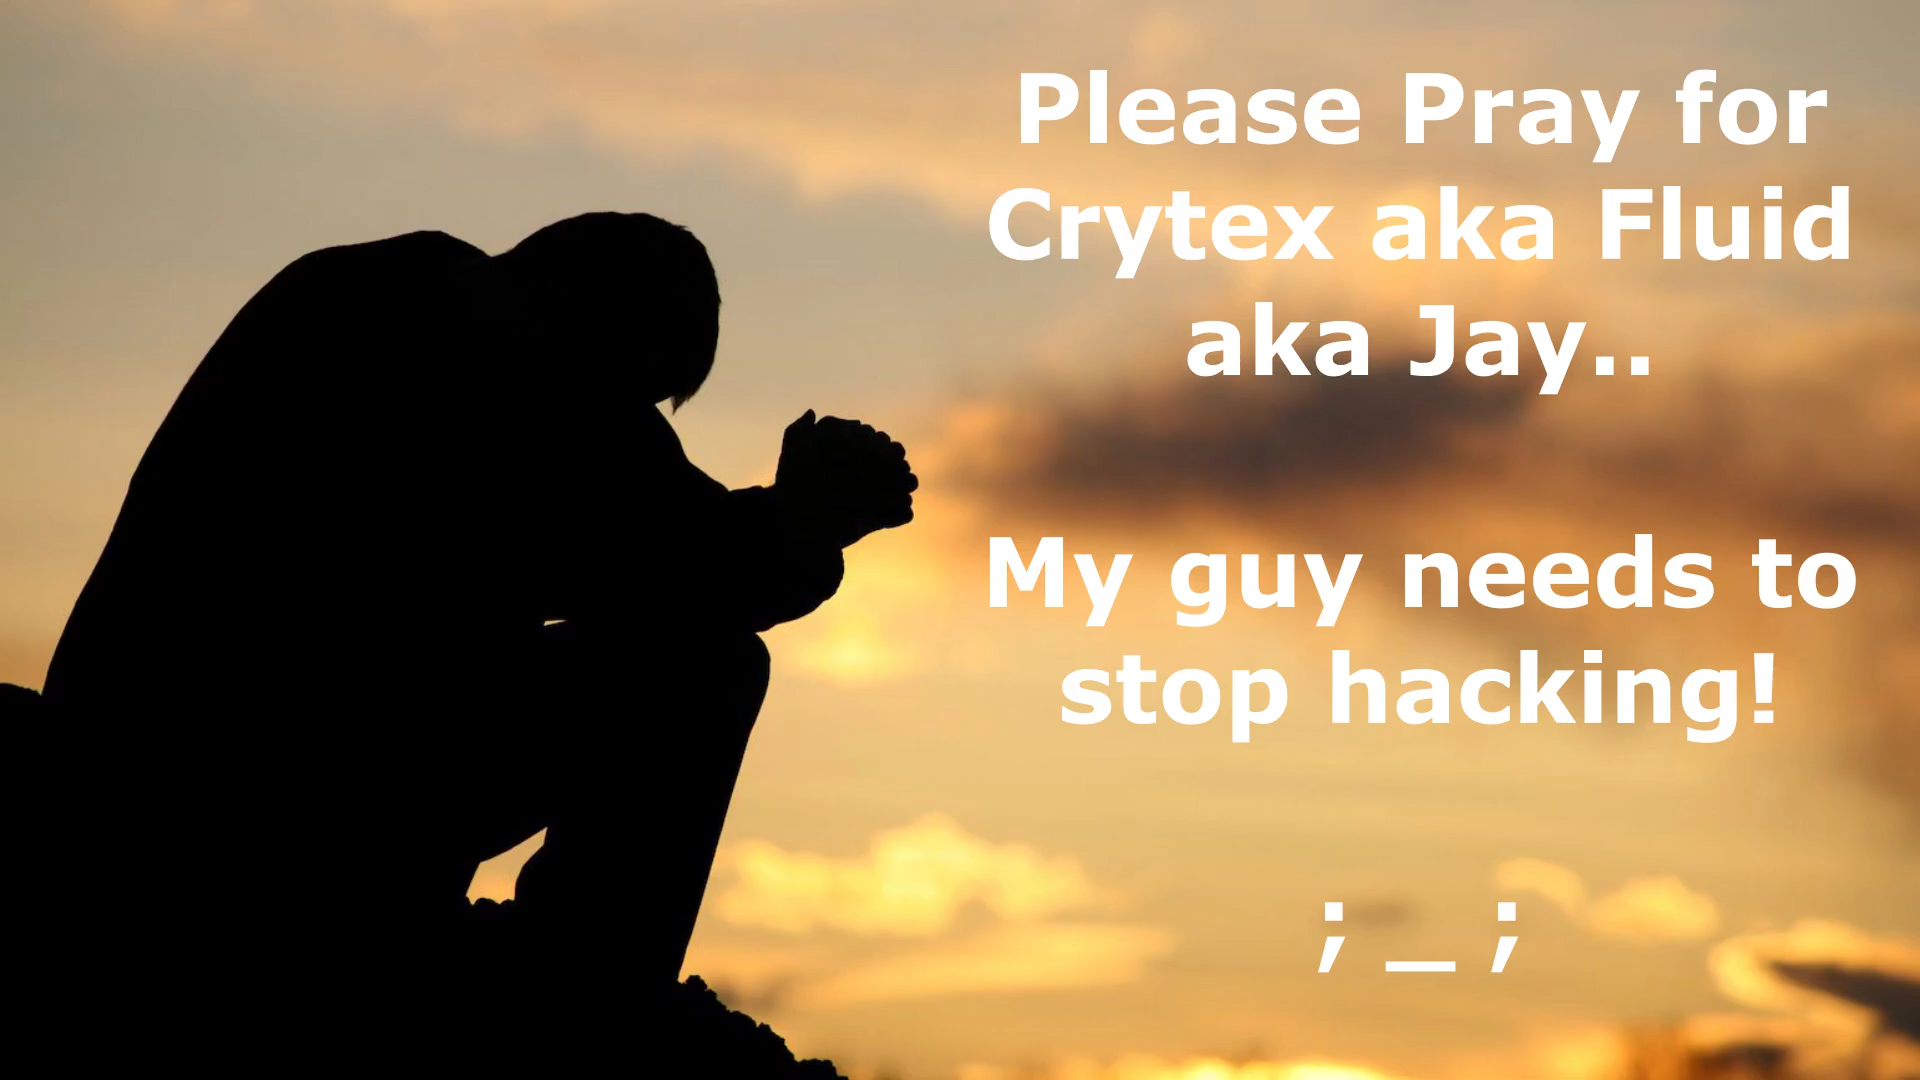 Please Pray for
Crytex aka Fluid
aka Jay..
My guy needs to
stop hacking!
; _ ;